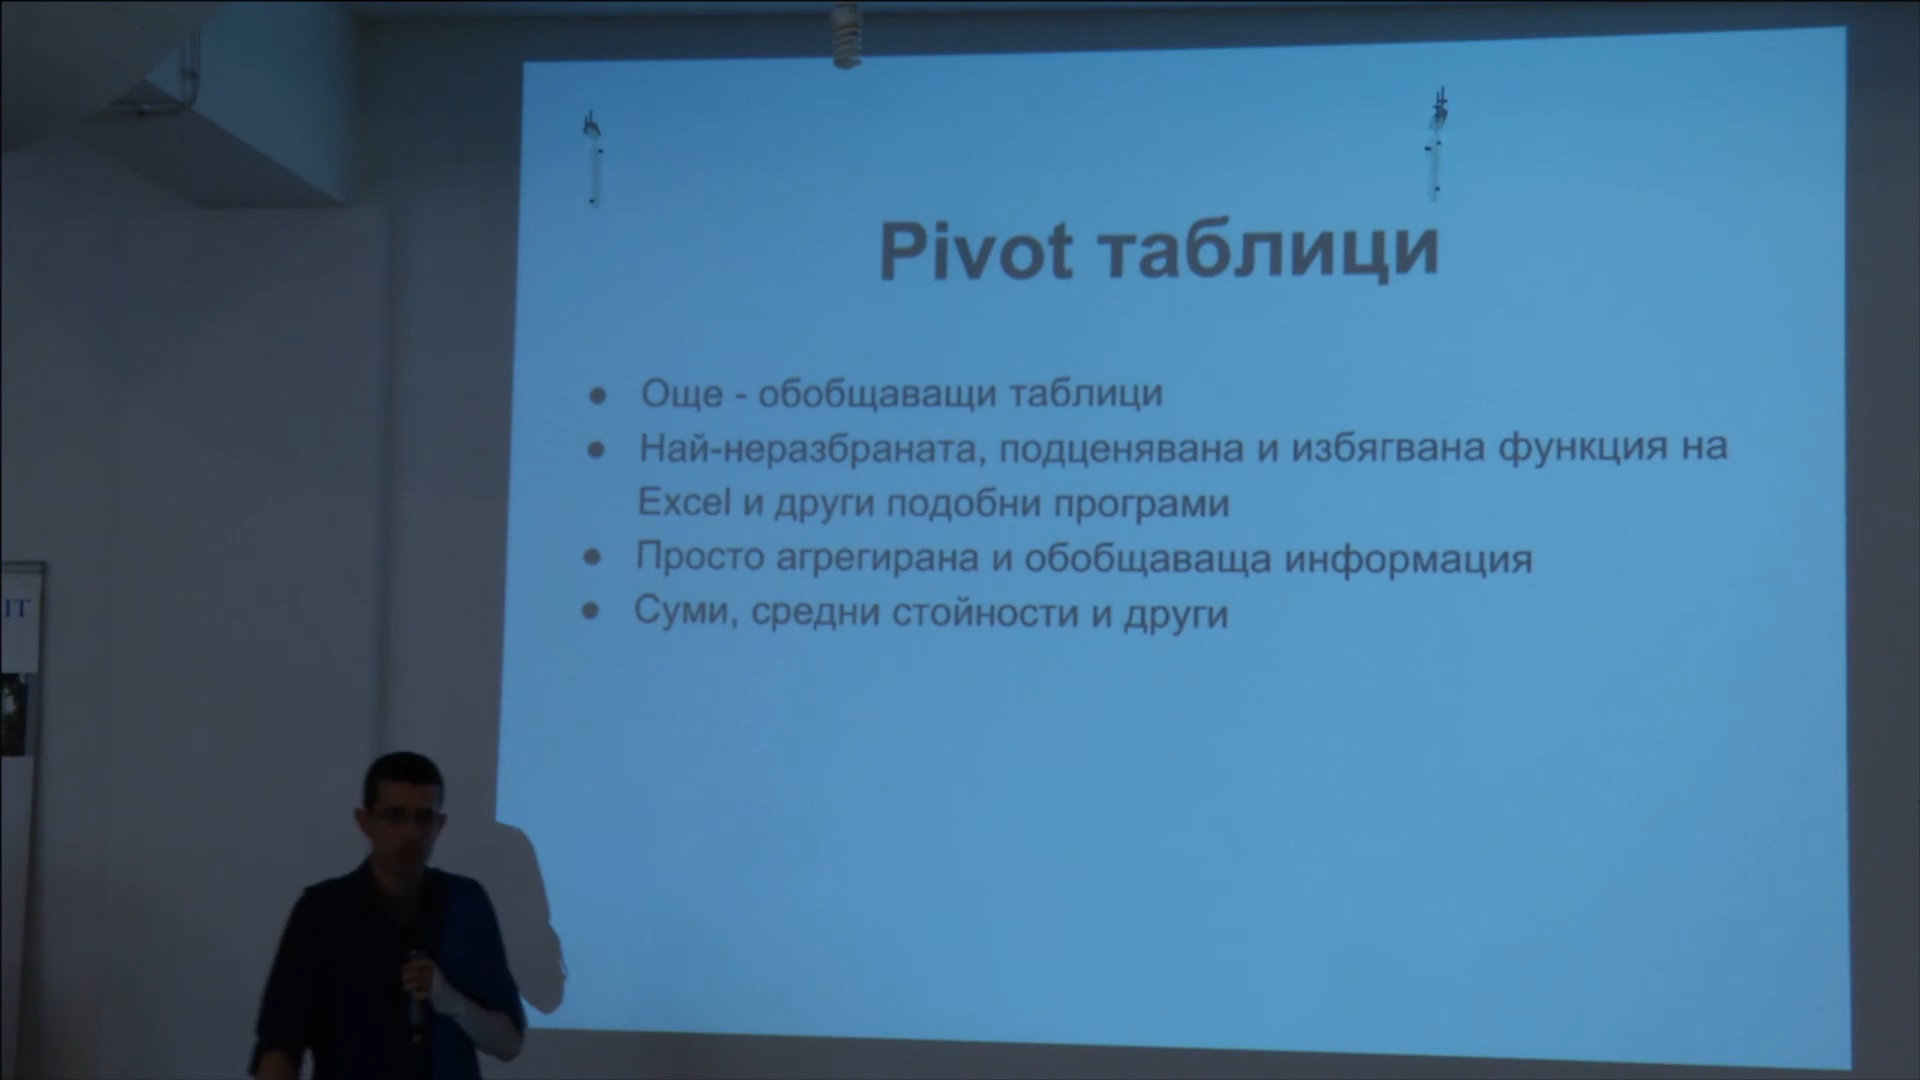 Pivot таблици
● Още - обобщаващи таблици
● Най-неразбраната, подценявана и избягвана функция на
Excel и други подобни програми
● Просто агрегирана и обобщаваща информация
● Суми, средни стойности и други
IT